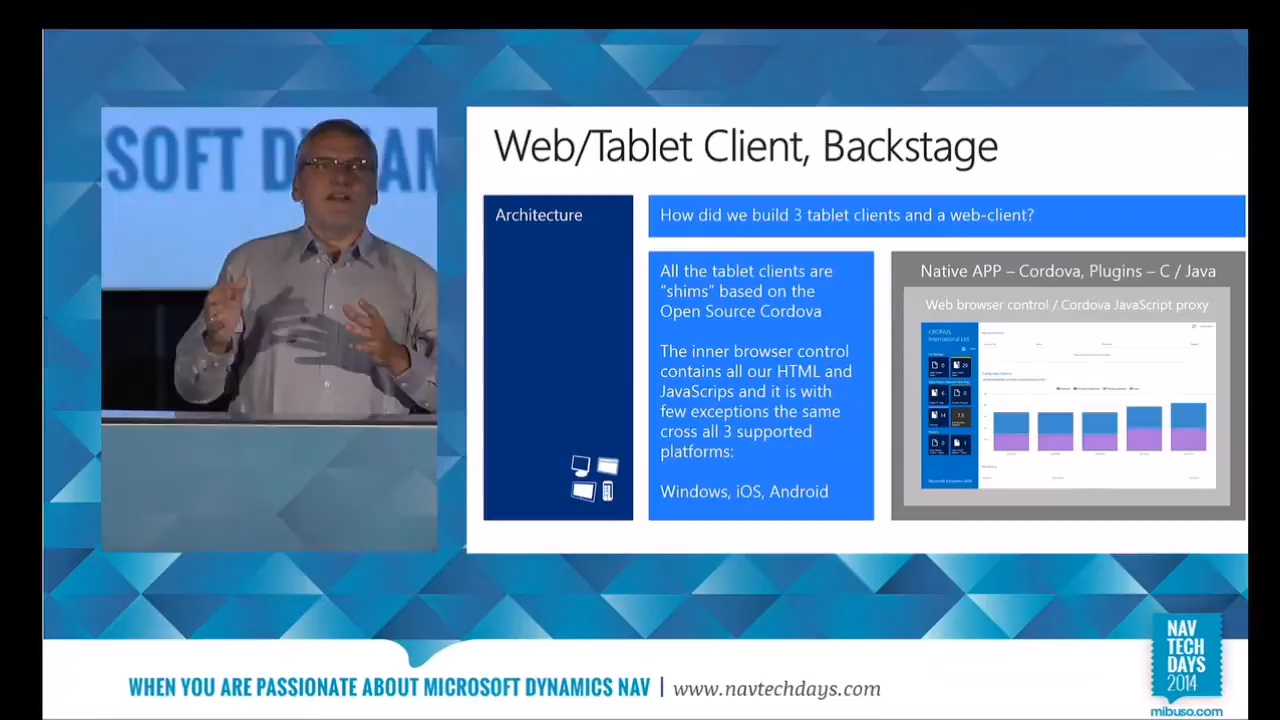 SOFT DYNAM
Web/Tablet Client, Backstage
Architecture
How did we build 3 tablet clients and a web-client?
All the tablet clients are
“shims” based on the
Open Source Cordova
The inner browser control
contains all our HTML and
JavaScrips and it is with
few exceptions the same
cross all 3 supported
platforms:
Windows, iOS, Android
Native APP – Cordova, Plugins – C / Java
Web browser control / Cordova JavaScript proxy
CRONUS
International Ltd.
WHEN YOU ARE PASSIONATE ABOUT MICROSOFT DYNAMICS NAV | www.navtechdays.com
NAV
TECH
DAYS
2014
mibuso.com